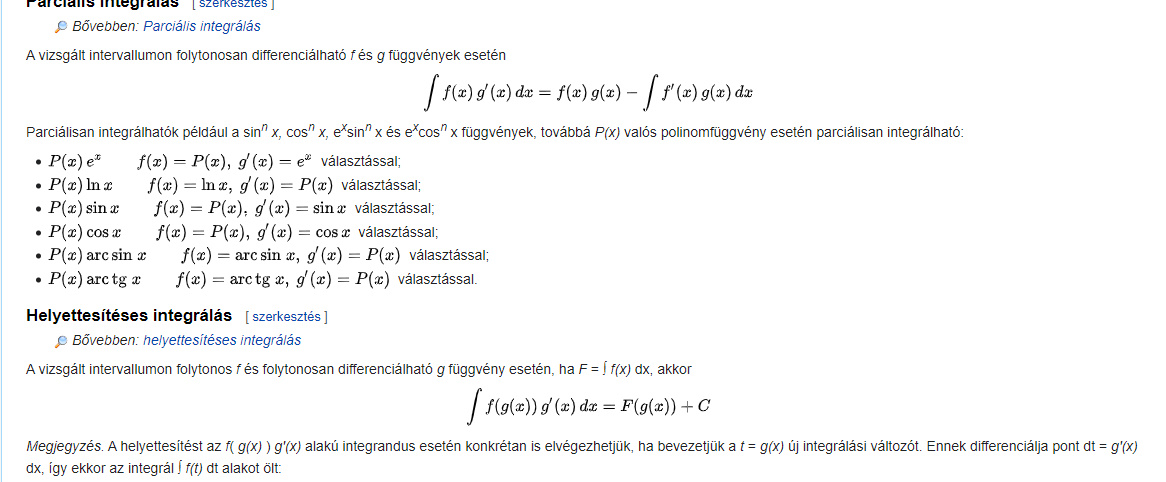 Parciális integrálás [ szerkesztés ]
Bővebben: Parciális integrálás
A vizsgált intervallumon folytonosan differenciálható f és g függvények esetén
∫ f(x) g′(x) dx = f(x) g(x) − ∫ f′(x) g(x) dx
Parciálisan integrálhatók például a sinⁿ x, cosⁿ x, eˣsinⁿ x és eˣcosⁿ x függvények, továbbá P(x) valós polinomfüggvény esetén parciálisan integrálható:
• P(x) eˣ f(x) = P(x), g′(x) = eˣ választással;
• P(x) ln x f(x) = ln x, g′(x) = P(x) választással;
• P(x) sin x f(x) = P(x), g′(x) = sin x választással;
• P(x) cos x f(x) = P(x), g′(x) = cos x választással;
• P(x) arc sin x f(x) = arc sin x, g′(x) = P(x) választással;
• P(x) arc tg x f(x) = arc tg x, g′(x) = P(x) választással.
Helyettesítéses integrálás [ szerkesztés ]
Bővebben: helyettesítéses integrálás
A vizsgált intervallumon folytonos f és folytonosan differenciálható g függvény esetén, ha F = ∫ f(x) dx, akkor
∫ f(g(x)) g′(x) dx = F(g(x)) + C
Megjegyzés. A helyettesítést az f( g(x) ) g'(x) alakú integrandus esetén konkrétan is elvégezhetjük, ha bevezetjük a t = g(x) új integrálási változót. Ennek differenciálja pont dt = g'(x)
dx, így ekkor az integrál ∫ f(t) dt alakot ölt: